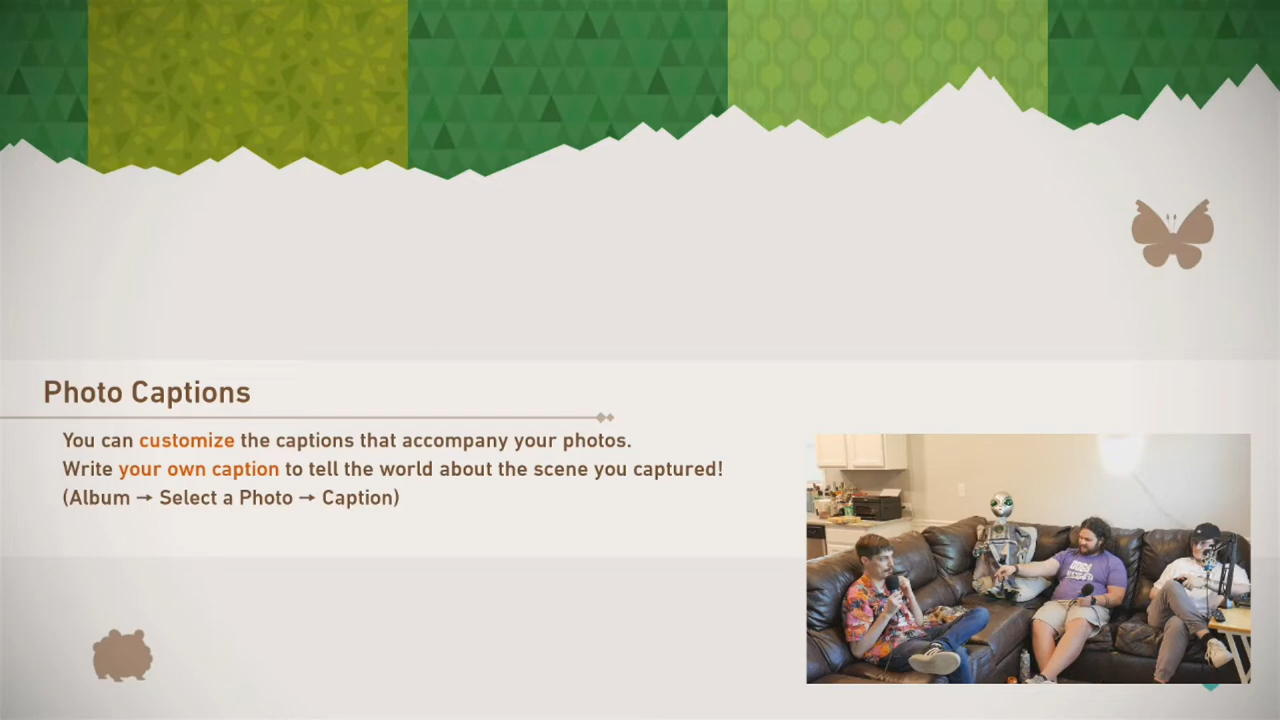 Photo Captions
You can customize the captions that accompany your photos.
Write your own caption to tell the world about the scene you captured!
(Album → Select a Photo → Caption)